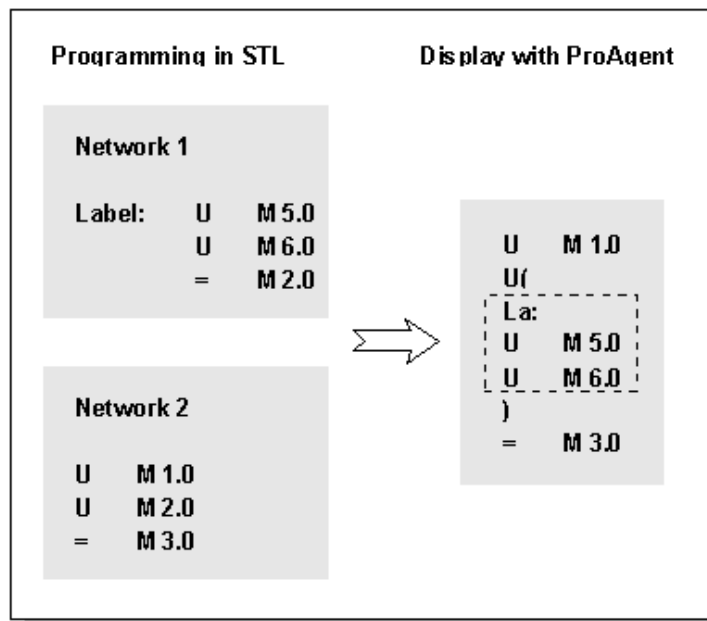 Programming in STL
Network 1
Label: U M 5.0
U M 6.0
= M 2.0
Network 2
U M 1.0
U M 2.0
= M 3.0
Display with ProAgent
U M 1.0
U(
La:
U M 5.0
U M 6.0
)
= M 3.0